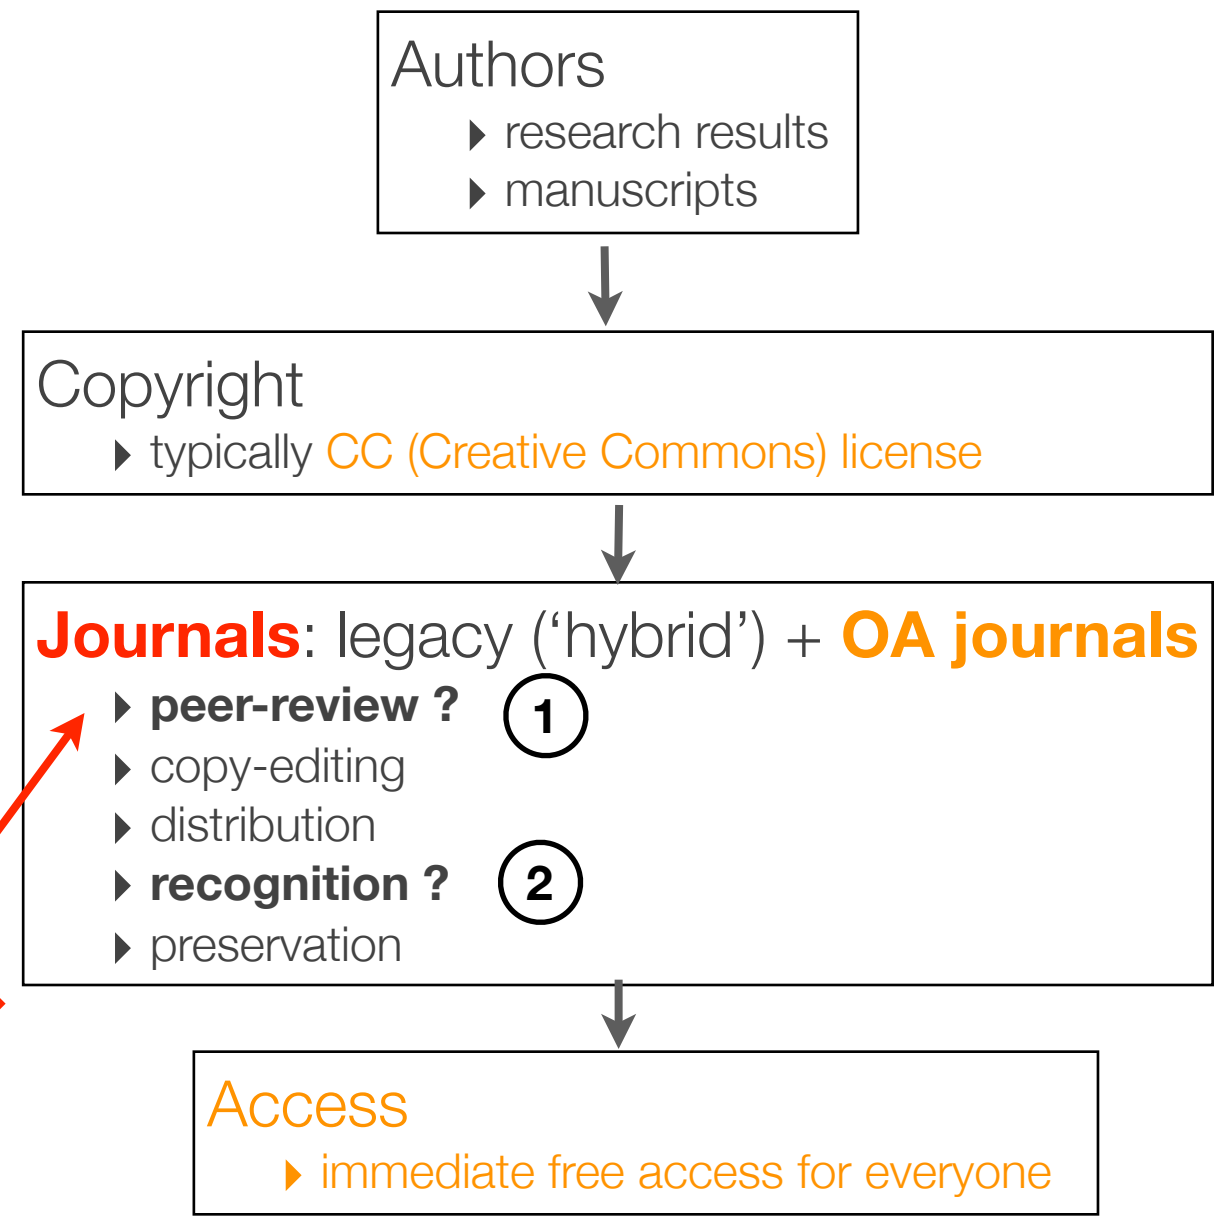 Authors
▸ research results
▸ manuscripts
Copyright
▸ typically CC (Creative Commons) license
Journals: legacy (‘hybrid’) + OA journals
▸ peer-review ? 1
▸ copy-editing
▸ distribution
▸ recognition ? 2
▸ preservation
Access
▸ immediate free access for everyone